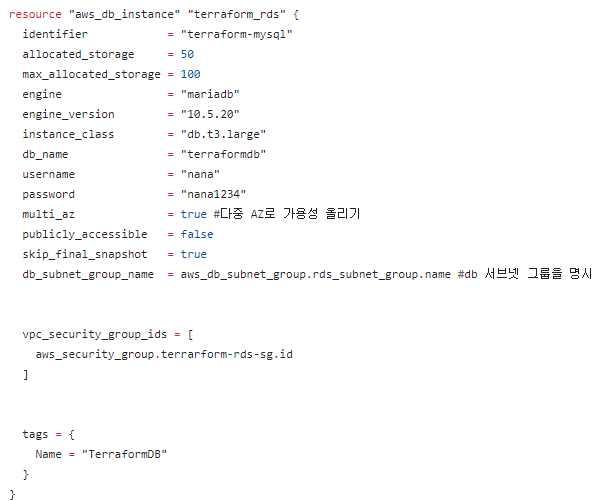 resource "aws_db_instance" "terraform_rds" {
  identifier            = "terraform-mysql"
  allocated_storage     = 50
  max_allocated_storage = 100
  engine                = "mariadb"
  engine_version        = "10.5.20"
  instance_class        = "db.t3.large"
  db_name               = "terraformdb"
  username              = "nana"
  password              = "nana1234"
  multi_az              = true #다중 AZ로 가용성 올리기
  publicly_accessible   = false
  skip_final_snapshot   = true
  db_subnet_group_name  = aws_db_subnet_group.rds_subnet_group.name #db 서브넷 그룹을 명시
  vpc_security_group_ids = [
    aws_security_group.terrarform-rds-sg.id
  ]
  tags = {
    Name = "TerraformDB"
  }
}